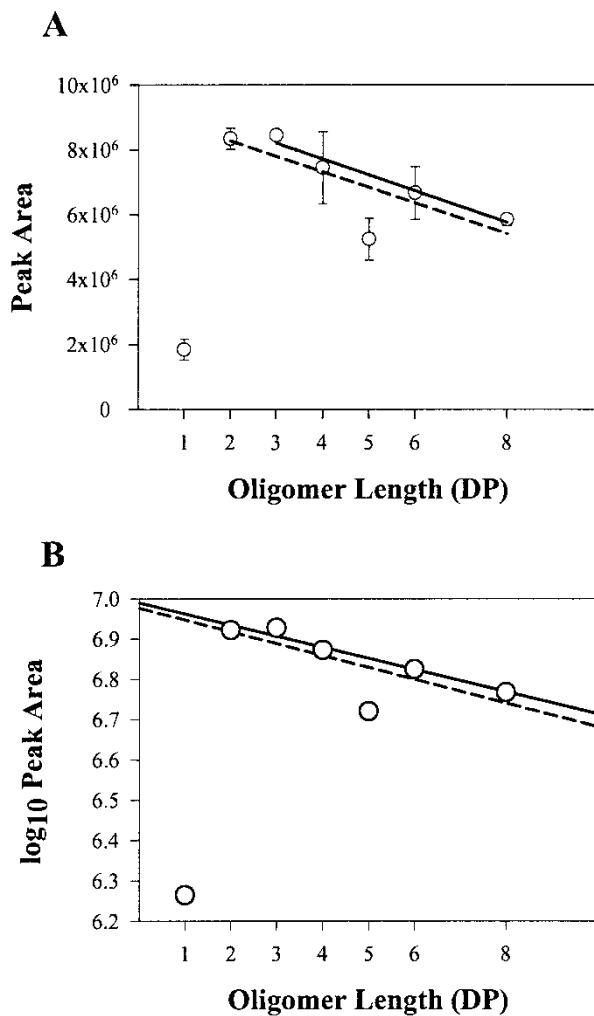 A
10x10⁶
8x10⁶
6x10⁶
4x10⁶
2x10⁶
0
Peak Area
1 2 3 4 5 6 8
Oligomer Length (DP)
B
7.0
6.9
6.8
6.7
6.6
6.5
6.4
6.3
6.2
log₁₀ Peak Area
1 2 3 4 5 6 8
Oligomer Length (DP)